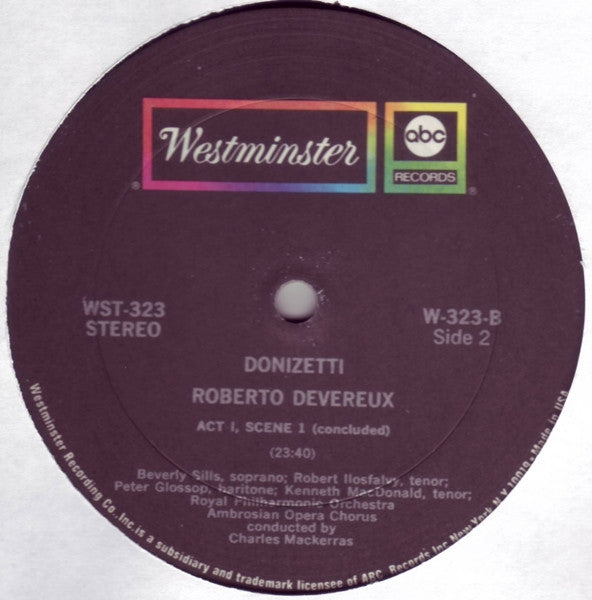 Westminster
abc
RECORDS
®
®
WST-323
STEREO
W-323-B
Side 2
DONIZETTI
ROBERTO DEVEREUX
ACT I, SCENE 1 (concluded)
(23:40)
Beverly Sills, soprano; Robert Ilosfalvy, tenor;
Peter Glossop, baritone; Kenneth MacDonald, tenor;
Royal Philharmonic Orchestra
Ambrosian Opera Chorus
conducted by
Charles Mackerras
Westminster Recording Co., Inc. is a subsidiary and trademark licensee of ABC Records Inc New York, N.Y. 10019 • Made in USA